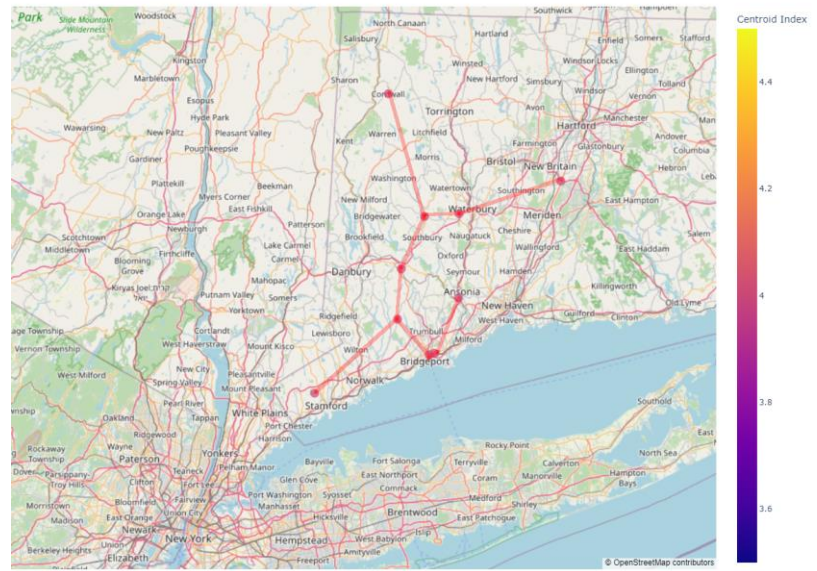 Park
Slide Mountain
Wilderness
Woodstock
North Canaan
Southwick
Salisbury
Hartland
Enfield
Somers
Stafford
Kingston
Winsted
Windsor Locks
Ellington
Marbletown
Sharon
New Hartford
Simsbury
Windsor
Tolland
Esopus
Cornwall
Vernon
Torrington
Avon
Manchester
Hyde Park
Hartford
Wawarsing
New Paltz
Pleasant Valley
Warren
Litchfield
Andover
Poughkeepsie
Kent
Farmington
Glastonbury
Columbia
Gardiner
Morris
Bristol
New Britain
Hebron
Plattekill
Beekman
Washington
Watertown
Southington
Myers Corner
New Milford
East Hampton
Orange Lake
East Fishkill
Bridgewater
Waterbury
Meriden
Newburgh
Patterson
Salem
Scotchtown
Brookfield
Southbury
Naugatuck
Cheshire
Middletown
Firthcliffe
Lake Carmel
Wallingford
East Haddam
Blooming
Grove
Carmel
Danbury
Oxford
Seymour
Hamden
Mahopac
Killingworth
Kiryas Joel
Putnam Valley
Somers
Ansonia
New Haven
Old Lyme
Yorktown
Ridgefield
West Haven
Guilford
Clinton
Cortlandt
Lewisboro
Trumbull
Milford
West Haverstraw
Mount Kisco
Wilton
Vernon Township
Bridgeport
West Milford
New City
Pleasantville
Norwalk
Spring Valley
Mount Pleasant
Pearl River
Stamford
Oakland
Tappan
White Plains
Port Chester
Southold
Wayne
Ridgewood
Harrison
Rockaway
Township
Paterson
Yonkers
Rocky Point
East
North Sea
Teaneck
Pelham Manor
Bayville
Fort Salonga
Terryville
Calverton
Parsippany-
Troy Hills
Clifton
Fort Lee
Glen Cove
East Northport
Coram
Manorville
Hampton
Bays
Bloomfield
Fairview
Port Washington
Syosset
Commack
Medford
Morristown
Union City
Manhasset
Shirley
East Orange
Hicksville
Brentwood
East Patchogue
Madison
Newark
New York
Hempstead
West Babylon
Islip
Berkeley Heights
Elizabeth
Amityville
Freeport
© OpenStreetMap contributors
Centroid Index
4.4
4.2
4
3.8
3.6